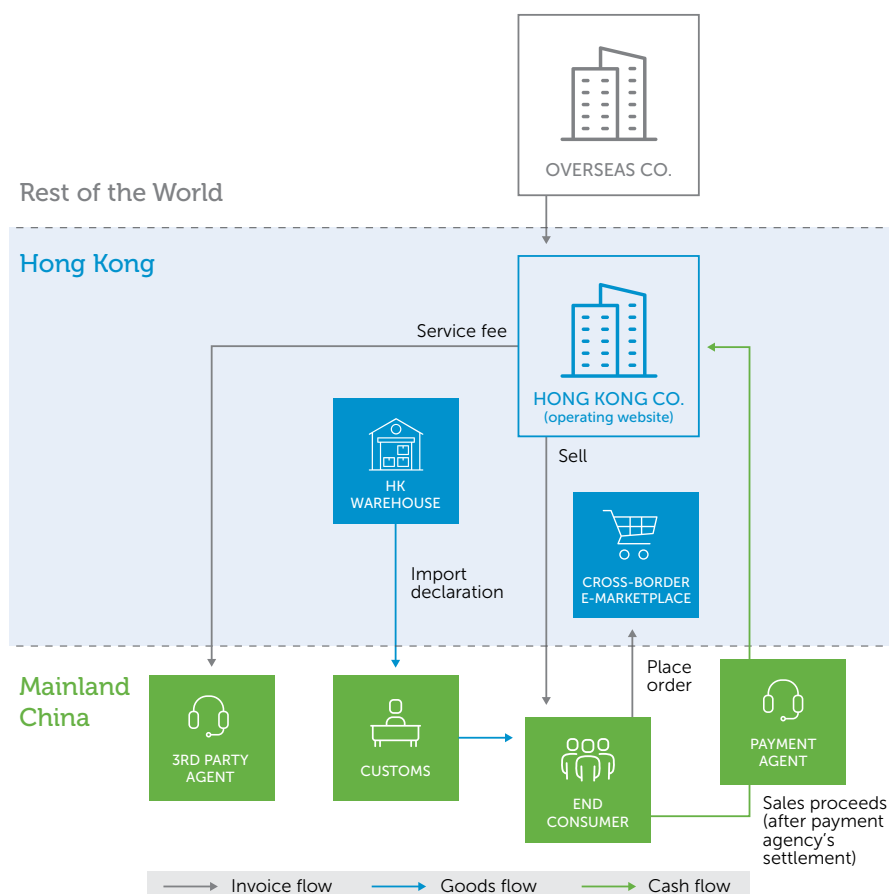 OVERSEAS CO.
Rest of the World
Hong Kong
Service fee
HONG KONG CO.
(operating website)
Sell
HK
WAREHOUSE
Import
declaration
CROSS-BORDER
E-MARKETPLACE
Mainland
China
Place
order
3RD PARTY
AGENT
CUSTOMS
END
CONSUMER
PAYMENT
AGENT
Sales proceeds
(after payment
agency's
settlement)
Invoice flow
Goods flow
Cash flow